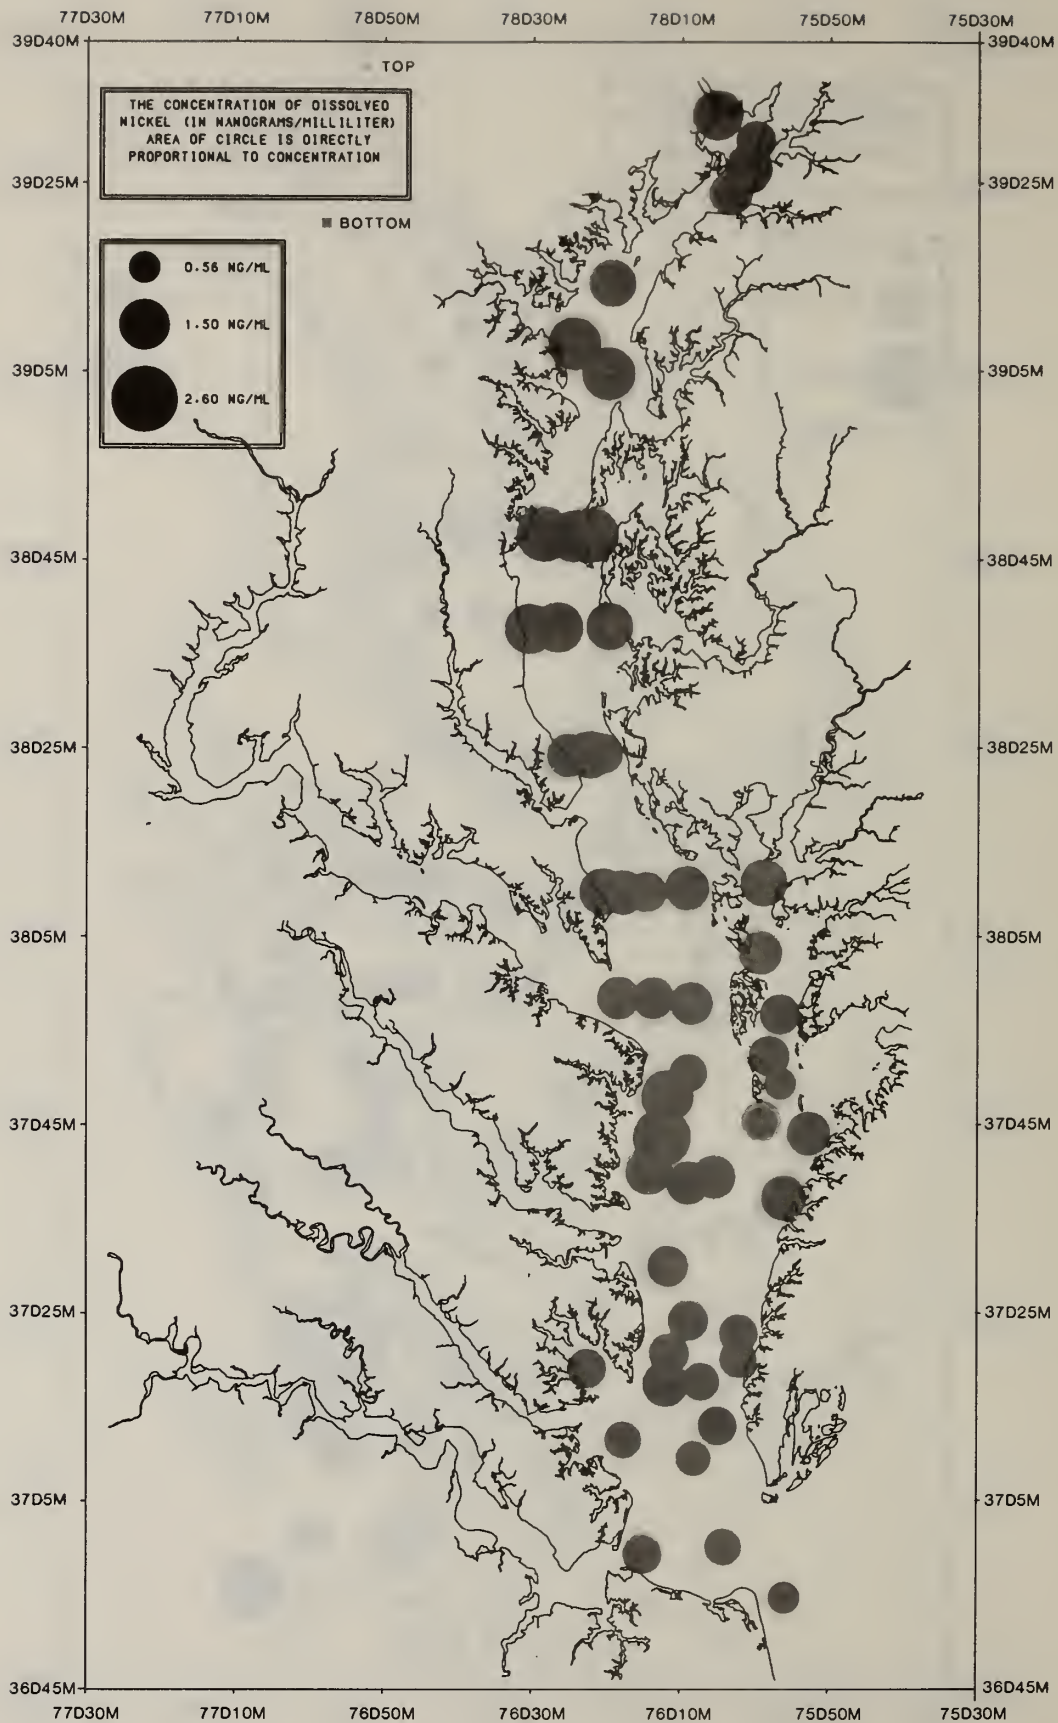 77D30M 77D10M 78D50M 78D30M 78D10M 75D50M 75D30M
39D40M 39D40M
TOP
THE CONCENTRATION OF DISSOLVED
NICKEL (IN NANOGRAMS/MILLILITER)
AREA OF CIRCLE IS DIRECTLY
PROPORTIONAL TO CONCENTRATION
39D25M 39D25M
BOTTOM
0.56 NG/ML
1.50 NG/ML
39D5M 39D5M
2.60 NG/ML
38D45M 38D45M
38D25M 38D25M
38D5M 38D5M
37D45M 37D45M
37D25M 37D25M
37D5M 37D5M
36D45M 36D45M
77D30M 77D10M 76D50M 76D30M 76D10M 75D50M 75D30M